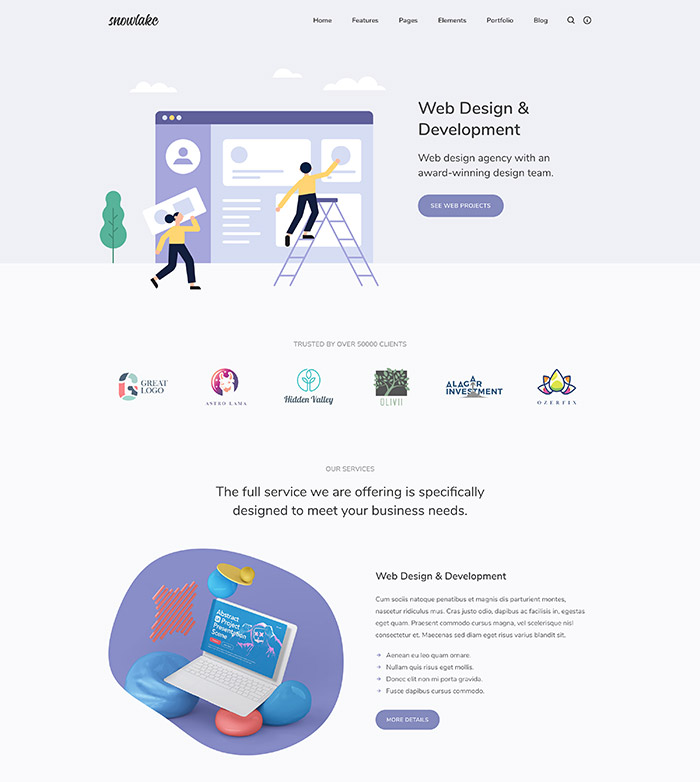 snowlake
Home Features Pages Elements Portfolio Blog
Web Design &
Development
Web design agency with an
award-winning design team.
SEE WEB PROJECTS
TRUSTED BY OVER 50000 CLIENTS
GREAT
LOGO
ASTRO LAMA
Hidden Valley
OLIVII
ALAGAR
INVESTMENT
OZERFIX
OUR SERVICES
The full service we are offering is specifically
designed to meet your business needs.
Abstract
Project
Presentation
Scene
Web Design & Development
Cum sociis natoque penatibus et magnis dis parturient montes,
nascetur ridiculus mus. Cras justo odio, dapibus ac facilisis in, egestas
eget quam. Praesent commodo cursus magna, vel scelerisque nisl
consectetur et. Maecenas sed diam eget risus varius blandit sit.
Aenean eu leo quam ornare.
Nullam quis risus eget mollis.
Donec elit non mi porta gravida.
Fusce dapibus cursus commodo.
MORE DETAILS